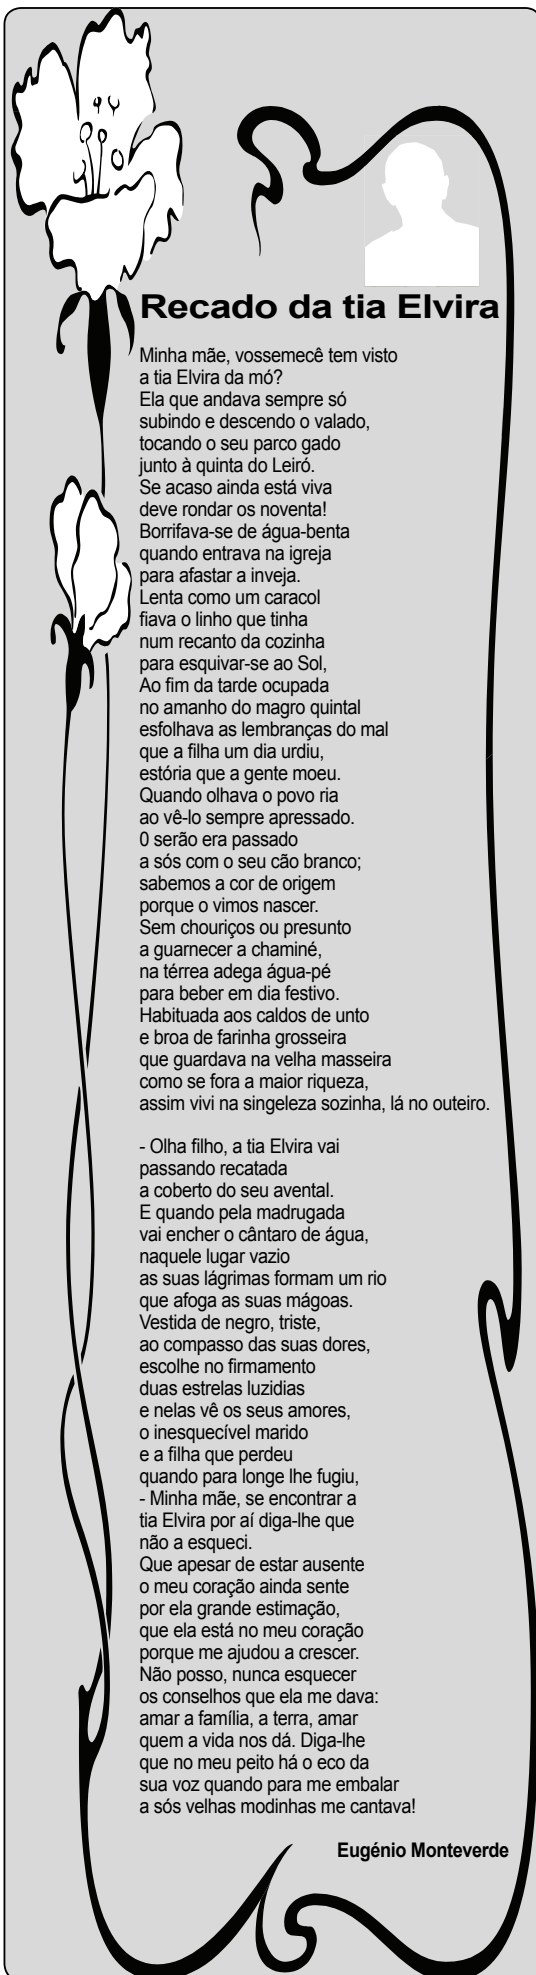 Recado da tia Elvira
Minha mãe, vossemecê tem visto
a tia Elvira da mó?
Ela que andava sempre só
subindo e descendo o valado,
tocando o seu parco gado
junto à quinta do Leiró.
Se acaso ainda está viva
deve rondar os noventa!
Borrifava-se de água-benta
quando entrava na igreja
para afastar a inveja.
Lenta como um caracol
fiava o linho que tinha
num recanto da cozinha
para esquivar-se ao Sol,
Ao fim da tarde ocupada
no amanho do magro quintal
esfolhava as lembranças do mal
que a filha um dia urdiu,
estória que a gente moeu.
Quando olhava o povo ria
ao vê-lo sempre apressado.
0 serão era passado
a sós com o seu cão branco;
sabemos a cor de origem
porque o vimos nascer.
Sem chouriços ou presunto
a guarnecer a chaminé,
na térrea adega água-pé
para beber em dia festivo.
Habituada aos caldos de unto
e broa de farinha grosseira
que guardava na velha masseira
como se fora a maior riqueza,
assim vivi na singeleza sozinha, lá no outeiro.
- Olha filho, a tia Elvira vai
passando recatada
a coberto do seu avental.
E quando pela madrugada
vai encher o cântaro de água,
naquele lugar vazio
as suas lágrimas formam um rio
que afoga as suas mágoas.
Vestida de negro, triste,
ao compasso das suas dores,
escolhe no firmamento
duas estrelas luzidias
e nelas vê os seus amores,
o inesquecível marido
e a filha que perdeu
quando para longe lhe fugiu,
- Minha mãe, se encontrar a
tia Elvira por aí diga-lhe que
não a esqueci.
Que apesar de estar ausente
o meu coração ainda sente
por ela grande estimação,
que ela está no meu coração
porque me ajudou a crescer.
Não posso, nunca esquecer
os conselhos que ela me dava:
amar a família, a terra, amar
quem a vida nos dá. Diga-lhe
que no meu peito há o eco da
sua voz quando para me embalar
a sós velhas modinhas me cantava!
Eugénio Monteverde